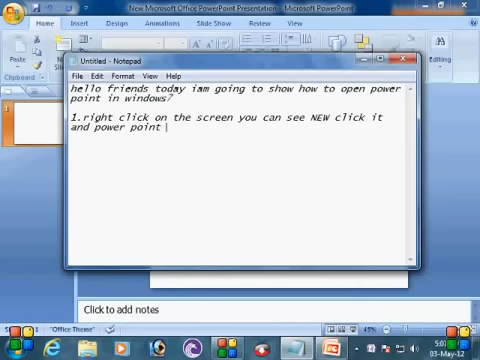 New Microsoft Office PowerPoint Presentation - Microsoft PowerPoint
Home Insert Design Animations Slide Show Review View
Untitled - Notepad
File Edit Format View Help
Paste
Clipboard
hello friends today iam going to show how to open power
point in windows7
1.right click on the screen you can see NEW click it
and power point
Click to add notes
"Office Theme"
45%
03-May-12